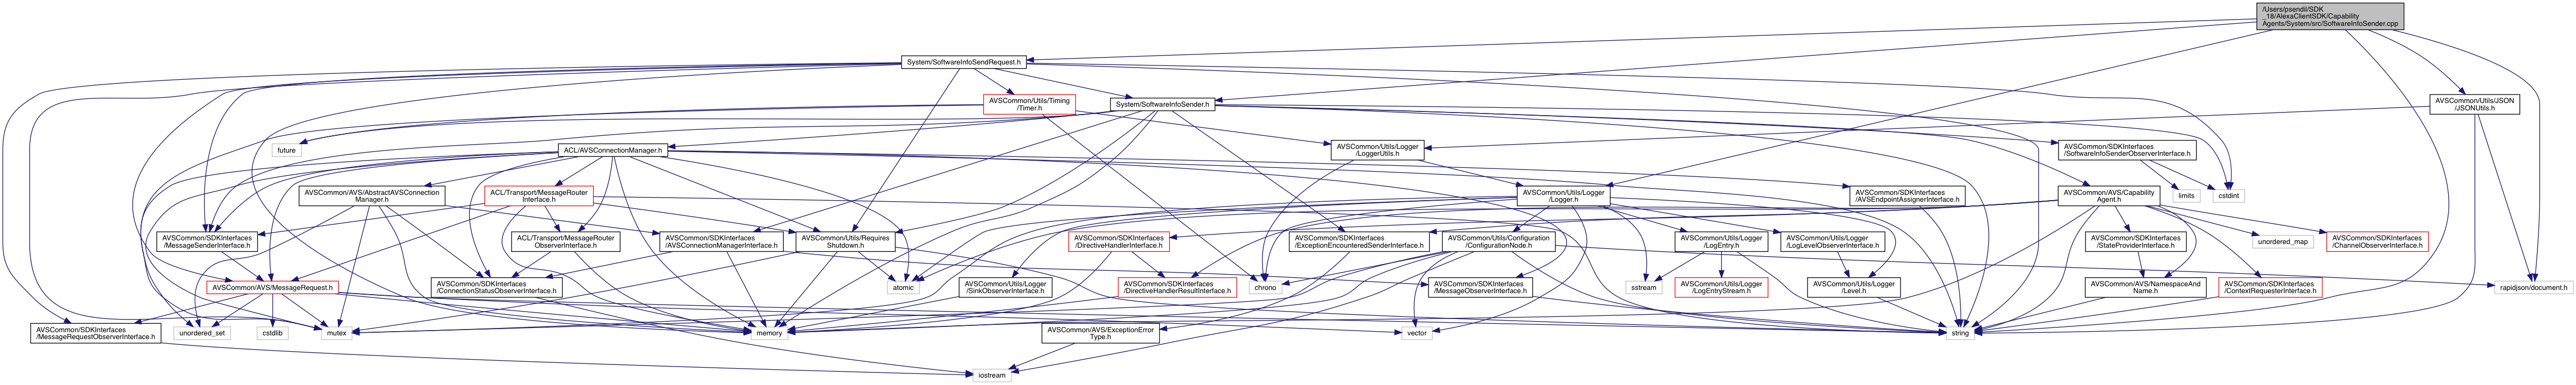 /Users/psendil/SDK
_18/AlexaClientSDK/Capability
Agents/System/src/SoftwareInfoSender.cpp
System/SoftwareInfoSendRequest.h
AVSCommon/Utils/Timing
/Timer.h
System/SoftwareInfoSender.h
AVSCommon/Utils/JSON
/JSONUtils.h
future
ACL/AVSConnectionManager.h
AVSCommon/Utils/Logger
/LoggerUtils.h
AVSCommon/SDKInterfaces
/SoftwareInfoSenderObserverInterface.h
AVSCommon/AVS/AbstractAVSConnection
Manager.h
ACL/Transport/MessageRouter
Interface.h
AVSCommon/Utils/Logger
/Logger.h
AVSCommon/SDKInterfaces
/AVSEndpointAssignerInterface.h
AVSCommon/AVS/Capability
Agent.h
limits
cstdint
AVSCommon/SDKInterfaces
/MessageSenderInterface.h
ACL/Transport/MessageRouter
ObserverInterface.h
AVSCommon/SDKInterfaces
/AVSConnectionManagerInterface.h
AVSCommon/Utils/Requires
Shutdown.h
AVSCommon/SDKInterfaces
/DirectiveHandlerInterface.h
AVSCommon/SDKInterfaces
/ExceptionEncounteredSenderInterface.h
AVSCommon/Utils/Configuration
/ConfigurationNode.h
AVSCommon/Utils/Logger
/LogEntry.h
AVSCommon/Utils/Logger
/LogLevelObserverInterface.h
AVSCommon/SDKInterfaces
/StateProviderInterface.h
unordered_map
AVSCommon/SDKInterfaces
/ChannelObserverInterface.h
AVSCommon/AVS/MessageRequest.h
AVSCommon/SDKInterfaces
/ConnectionStatusObserverInterface.h
atomic
AVSCommon/Utils/Logger
/SinkObserverInterface.h
AVSCommon/SDKInterfaces
/DirectiveHandlerResultInterface.h
chrono
AVSCommon/SDKInterfaces
/MessageObserverInterface.h
sstream
AVSCommon/Utils/Logger
/LogEntryStream.h
AVSCommon/Utils/Logger
/Level.h
AVSCommon/AVS/NamespaceAnd
Name.h
AVSCommon/SDKInterfaces
/ContextRequesterInterface.h
rapidjson/document.h
AVSCommon/SDKInterfaces
/MessageRequestObserverInterface.h
unordered_set
cstdlib
mutex
memory
AVSCommon/AVS/ExceptionError
Type.h
vector
string
iostream